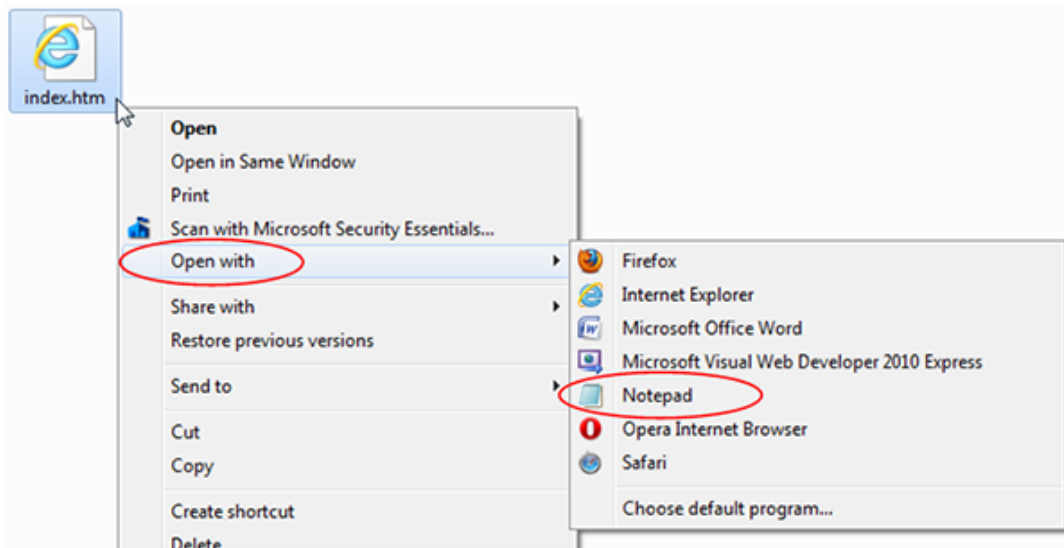 index.htm
Open
Open in Same Window
Print
Scan with Microsoft Security Essentials...
Open with
Share with
Restore previous versions
Send to
Cut
Copy
Create shortcut
Delete
Firefox
Internet Explorer
Microsoft Office Word
Microsoft Visual Web Developer 2010 Express
Notepad
Opera Internet Browser
Safari
Choose default program...